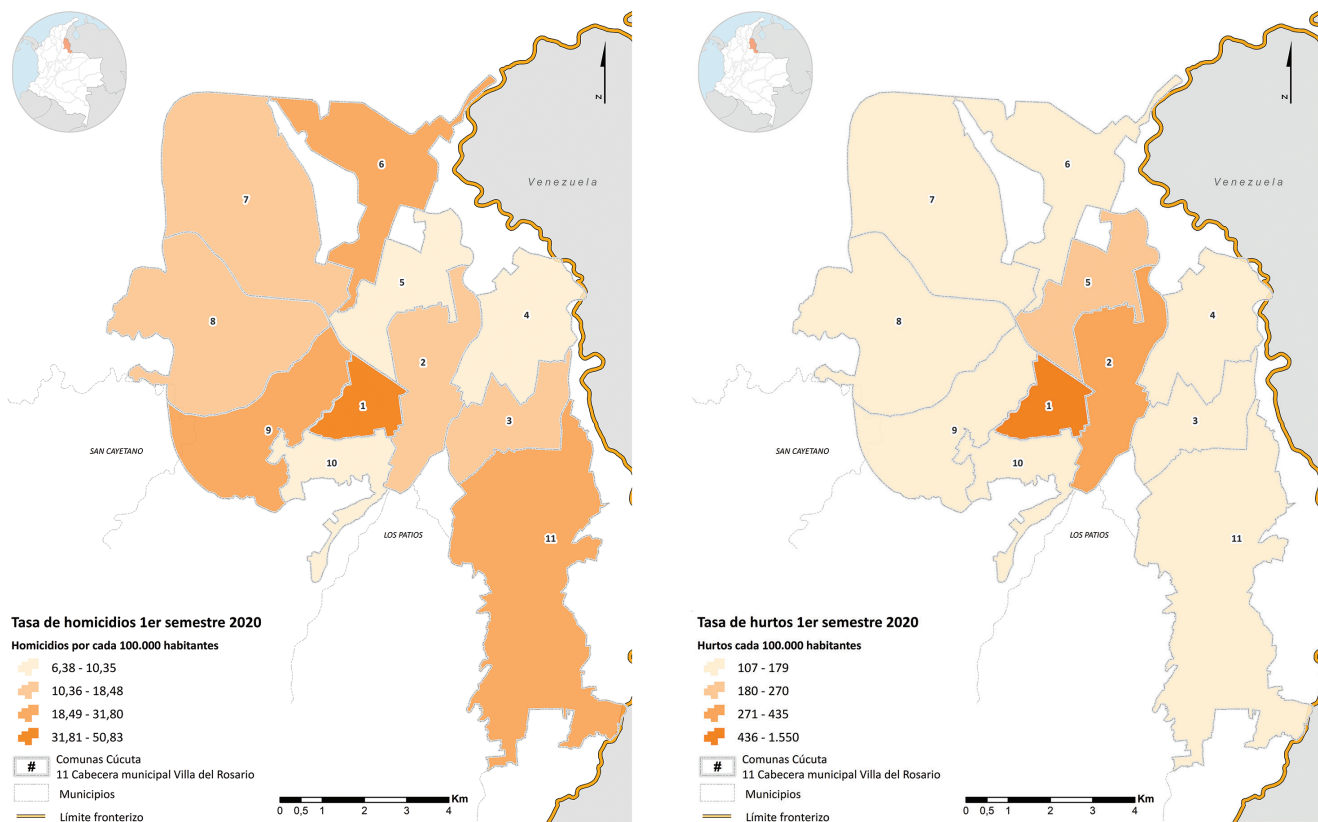 N
Venezuela
6
7
5
4
8
2
1
3
9
10
SAN CAYETANO
LOS PATIOS
11
Tasa de homicidios 1er semestre 2020
Homicidios por cada 100.000 habitantes
6,38 - 10,35
10,36 - 18,48
18,49 - 31,80
31,81 - 50,83
# Comunas Cúcuta
11 Cabecera municipal Villa del Rosario
Municipios
Límite fronterizo
Km
0 0,5 1 2 3 4
N
Venezuela
6
7
5
4
8
2
1
3
9
10
LOS PATIOS
SAN CAYETANO
11
Tasa de hurtos 1er semestre 2020
Hurtos cada 100.000 habitantes
107 - 179
180 - 270
271 - 435
436 - 1.550
# Comunas Cúcuta
11 Cabecera municipal Villa del Rosario
Municipios
Límite fronterizo
Km
0 0,5 1 2 3 4